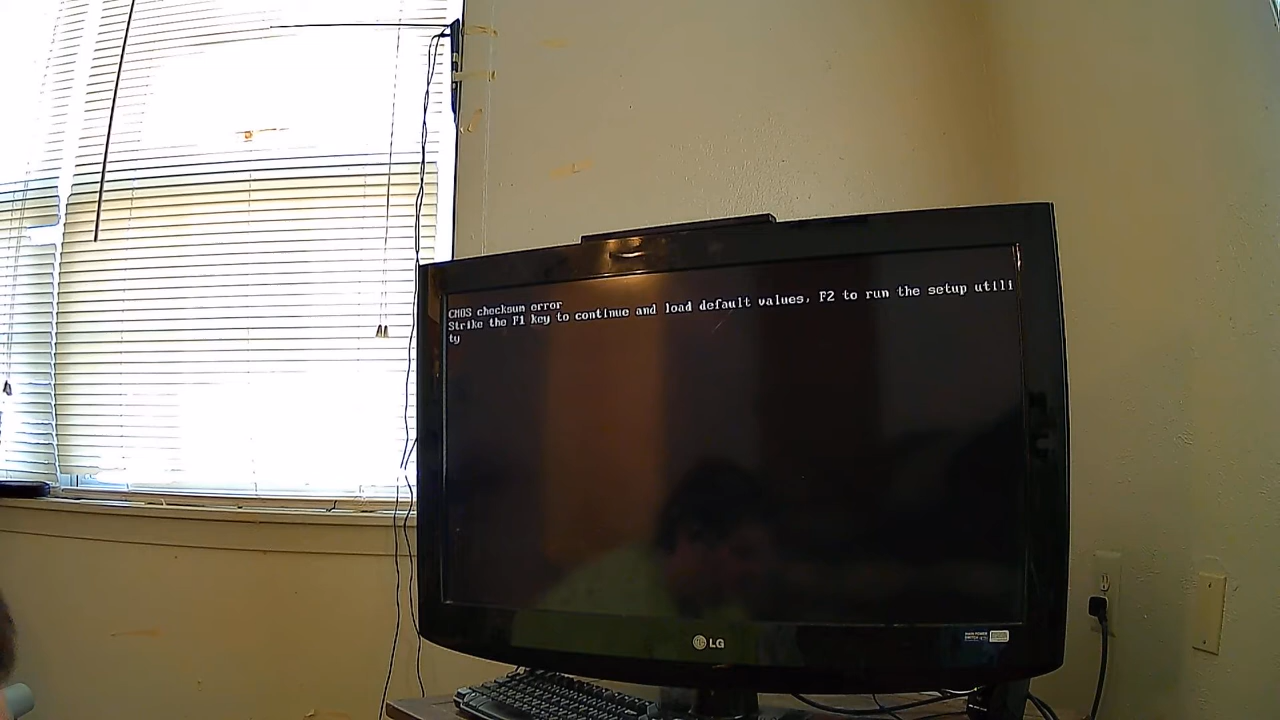 CMOS checksum error
Strike the F1 key to continue and load default values, F2 to run the setup utili
ty
LG